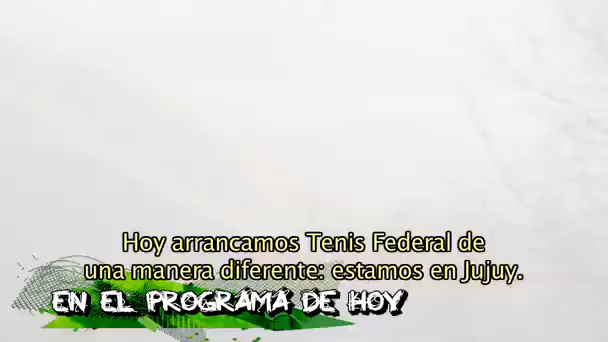 Hoy arrancamos Tenis Federal de
una manera diferente: estamos en Jujuy.
EN EL PROGRAMA DE HOY